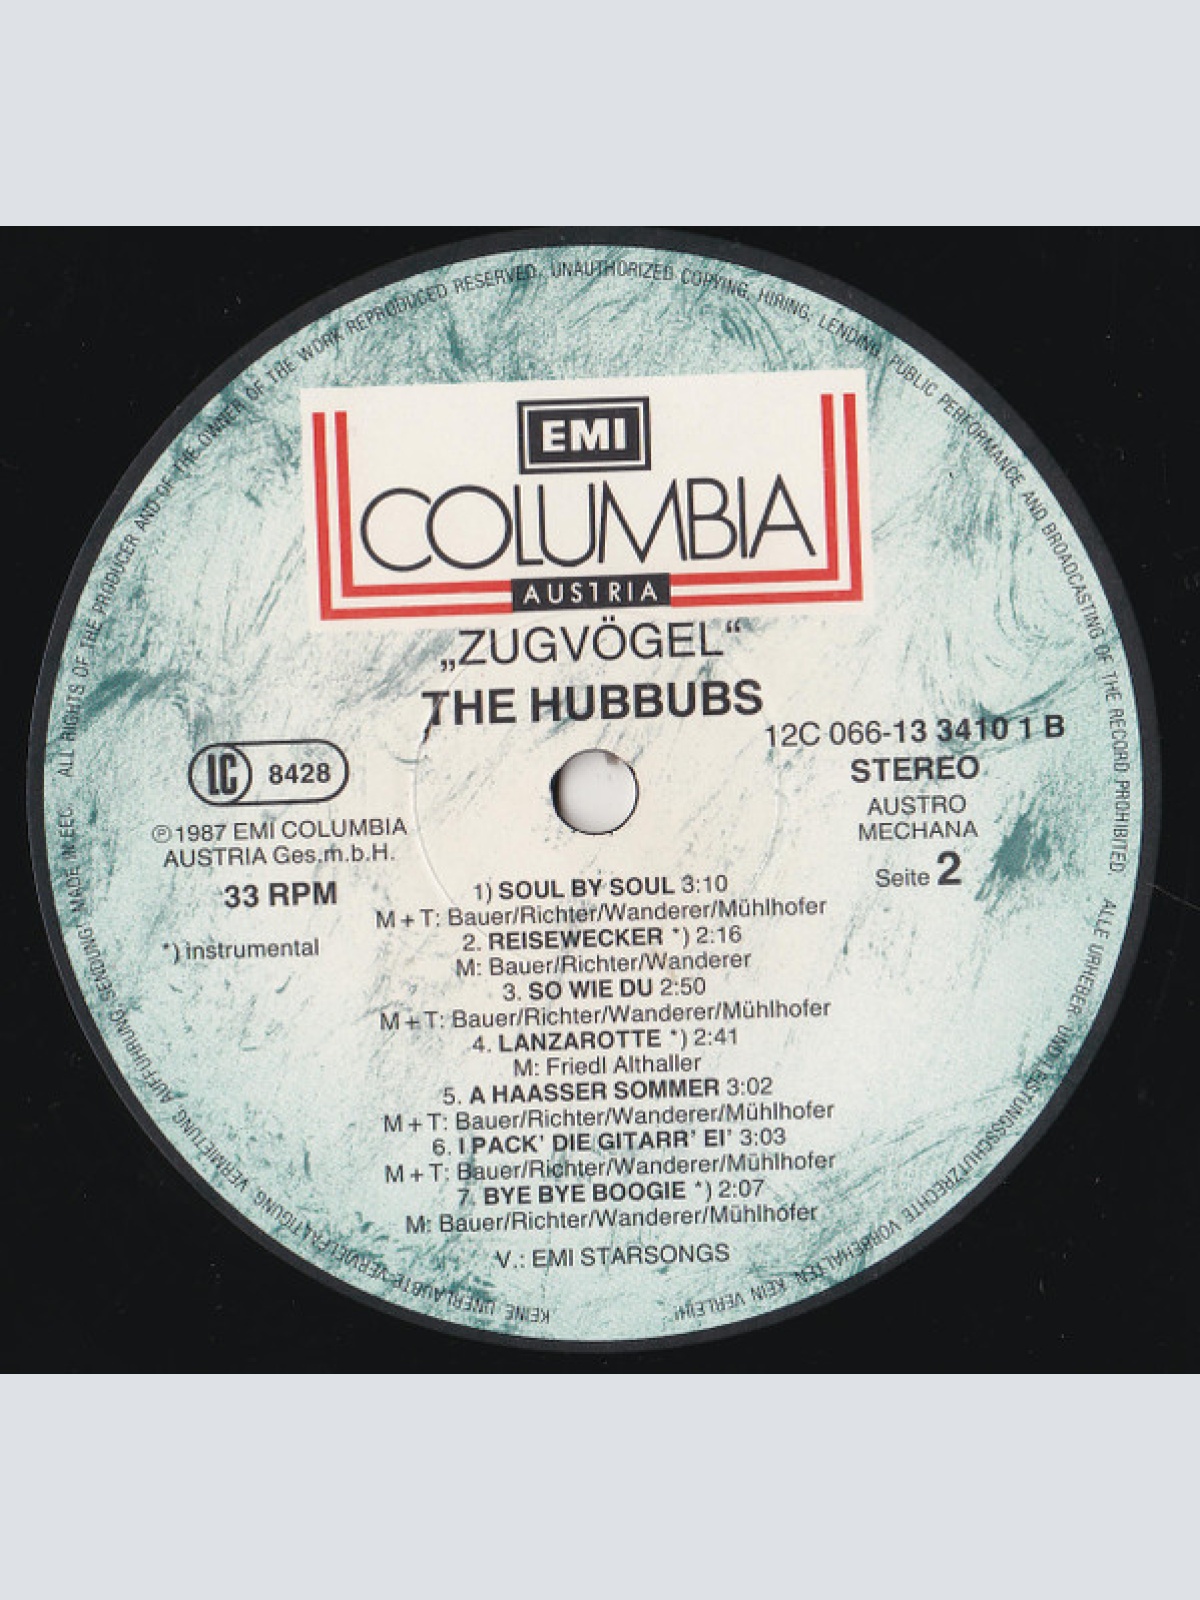 ALL RIGHTS OF THE PRODUCER AND OF THE OWNER OF THE WORK REPRODUCED RESERVED. UNAUTHORIZED COPYING, HIRING, LENDING, PUBLIC PERFORMANCE AND BROADCASTING OF THE RECORD PROHIBITED.
EMI
COLUMBIA
AUSTRIA
„ZUGVÖGEL“
THE HUBBUBS
12C 066-13 3410 1 B
STEREO
AUSTRO
MECHANA
Seite 2
LC 8428
Ⓟ 1987 EMI COLUMBIA
AUSTRIA Ges.m.b.H.
33 RPM
*) instrumental
1) SOUL BY SOUL 3:10
M + T: Bauer/Richter/Wanderer/Mühlhofer
2. REISEWECKER *) 2:16
M: Bauer/Richter/Wanderer
3. SO WIE DU 2:50
M + T: Bauer/Richter/Wanderer/Mühlhofer
4. LANZAROTTE *) 2:41
M: Friedl Althaller
5. A HAASSER SOMMER 3:02
M + T: Bauer/Richter/Wanderer/Mühlhofer
6. I PACK' DIE GITARR' EI' 3:03
M + T: Bauer/Richter/Wanderer/Mühlhofer
7. BYE BYE BOOGIE *) 2:07
M: Bauer/Richter/Wanderer/Mühlhofer
V.: EMI STARSONGS
ALLE URHEBER- UND LEISTUNGSSCHUTZRECHTE VORBEHALTEN. KEIN VERLEIH!
KEINE UNERLAUBTE VERVIELFÄLTIGUNG, VERMIETUNG, AUFFÜHRUNG, SENDUNG! MADE IN EEC.